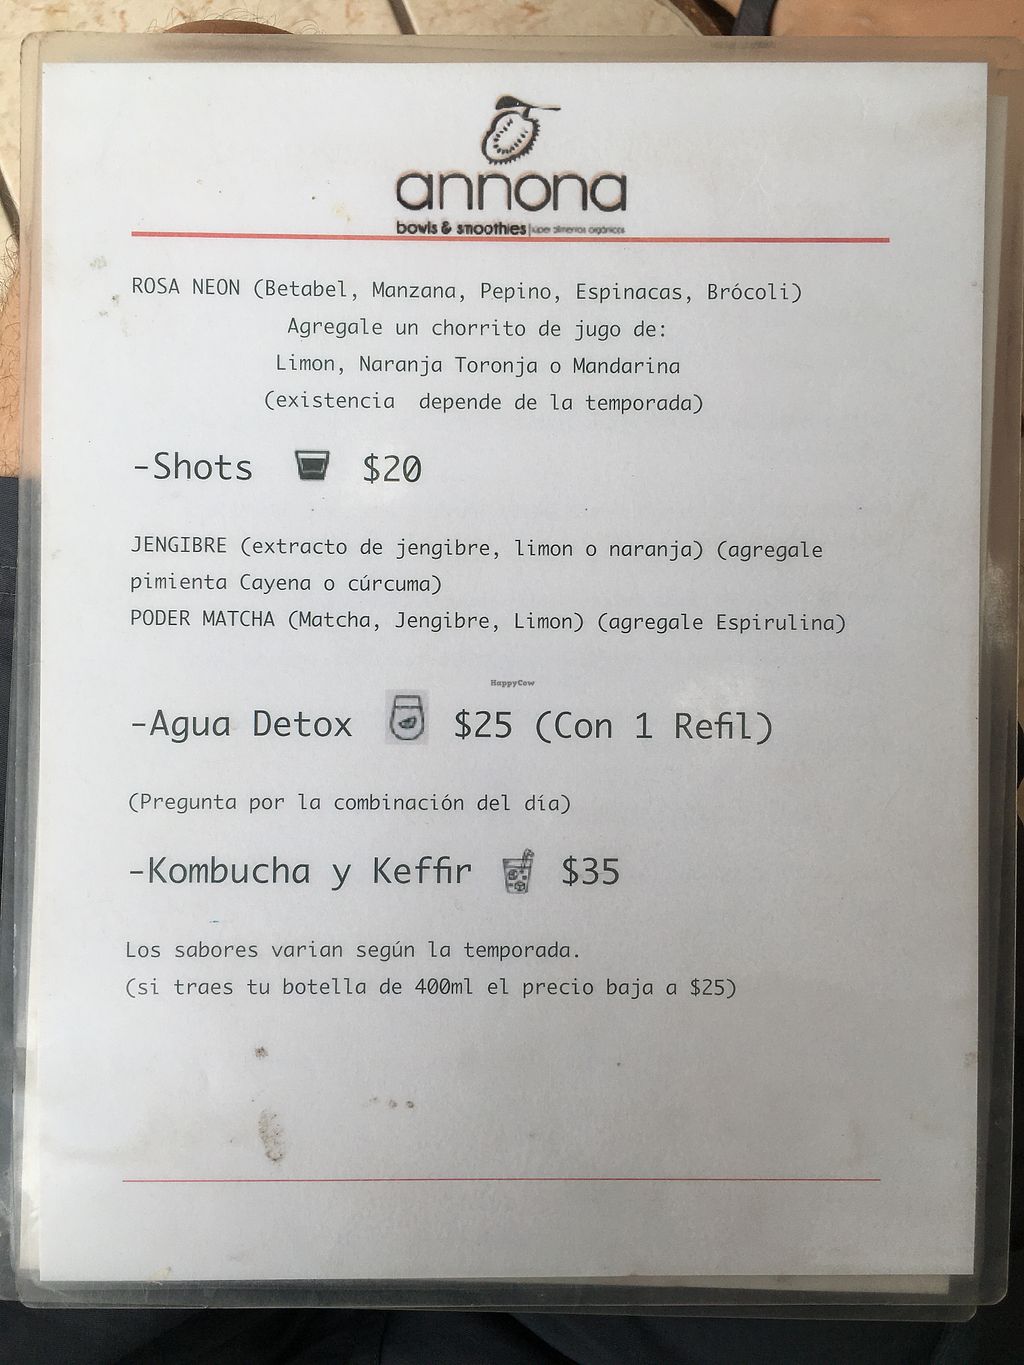 annona
bowls & smoothies|súper alimentos orgánicos
ROSA NEON (Betabel, Manzana, Pepino, Espinacas, Brócoli)
Agregale un chorrito de jugo de:
Limon, Naranja Toronja o Mandarina
(existencia depende de la temporada)
-Shots $20
JENGIBRE (extracto de jengibre, limon o naranja) (agregale
pimienta Cayena o cúrcuma)
PODER MATCHA (Matcha, Jengibre, Limon) (agregale Espirulina)
HappyCow
-Agua Detox $25 (Con 1 Refil)
(Pregunta por la combinación del día)
-Kombucha y Keffir $35
Los sabores varian según la temporada.
(si traes tu botella de 400ml el precio baja a $25)